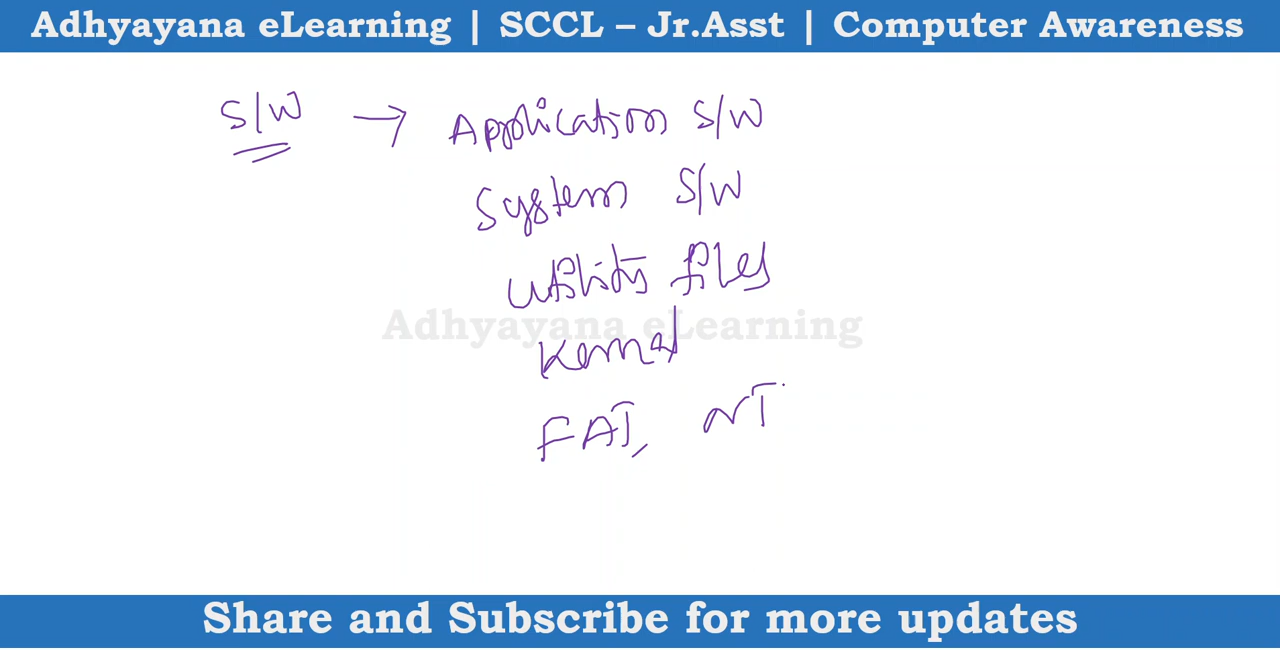 Adhyayana eLearning | SCCL – Jr.Asst | Computer Awareness
S/W → Application S/W
System S/W
Utility files
Adhyayana eLearning
Kernal
FAT, NT
Share and Subscribe for more updates